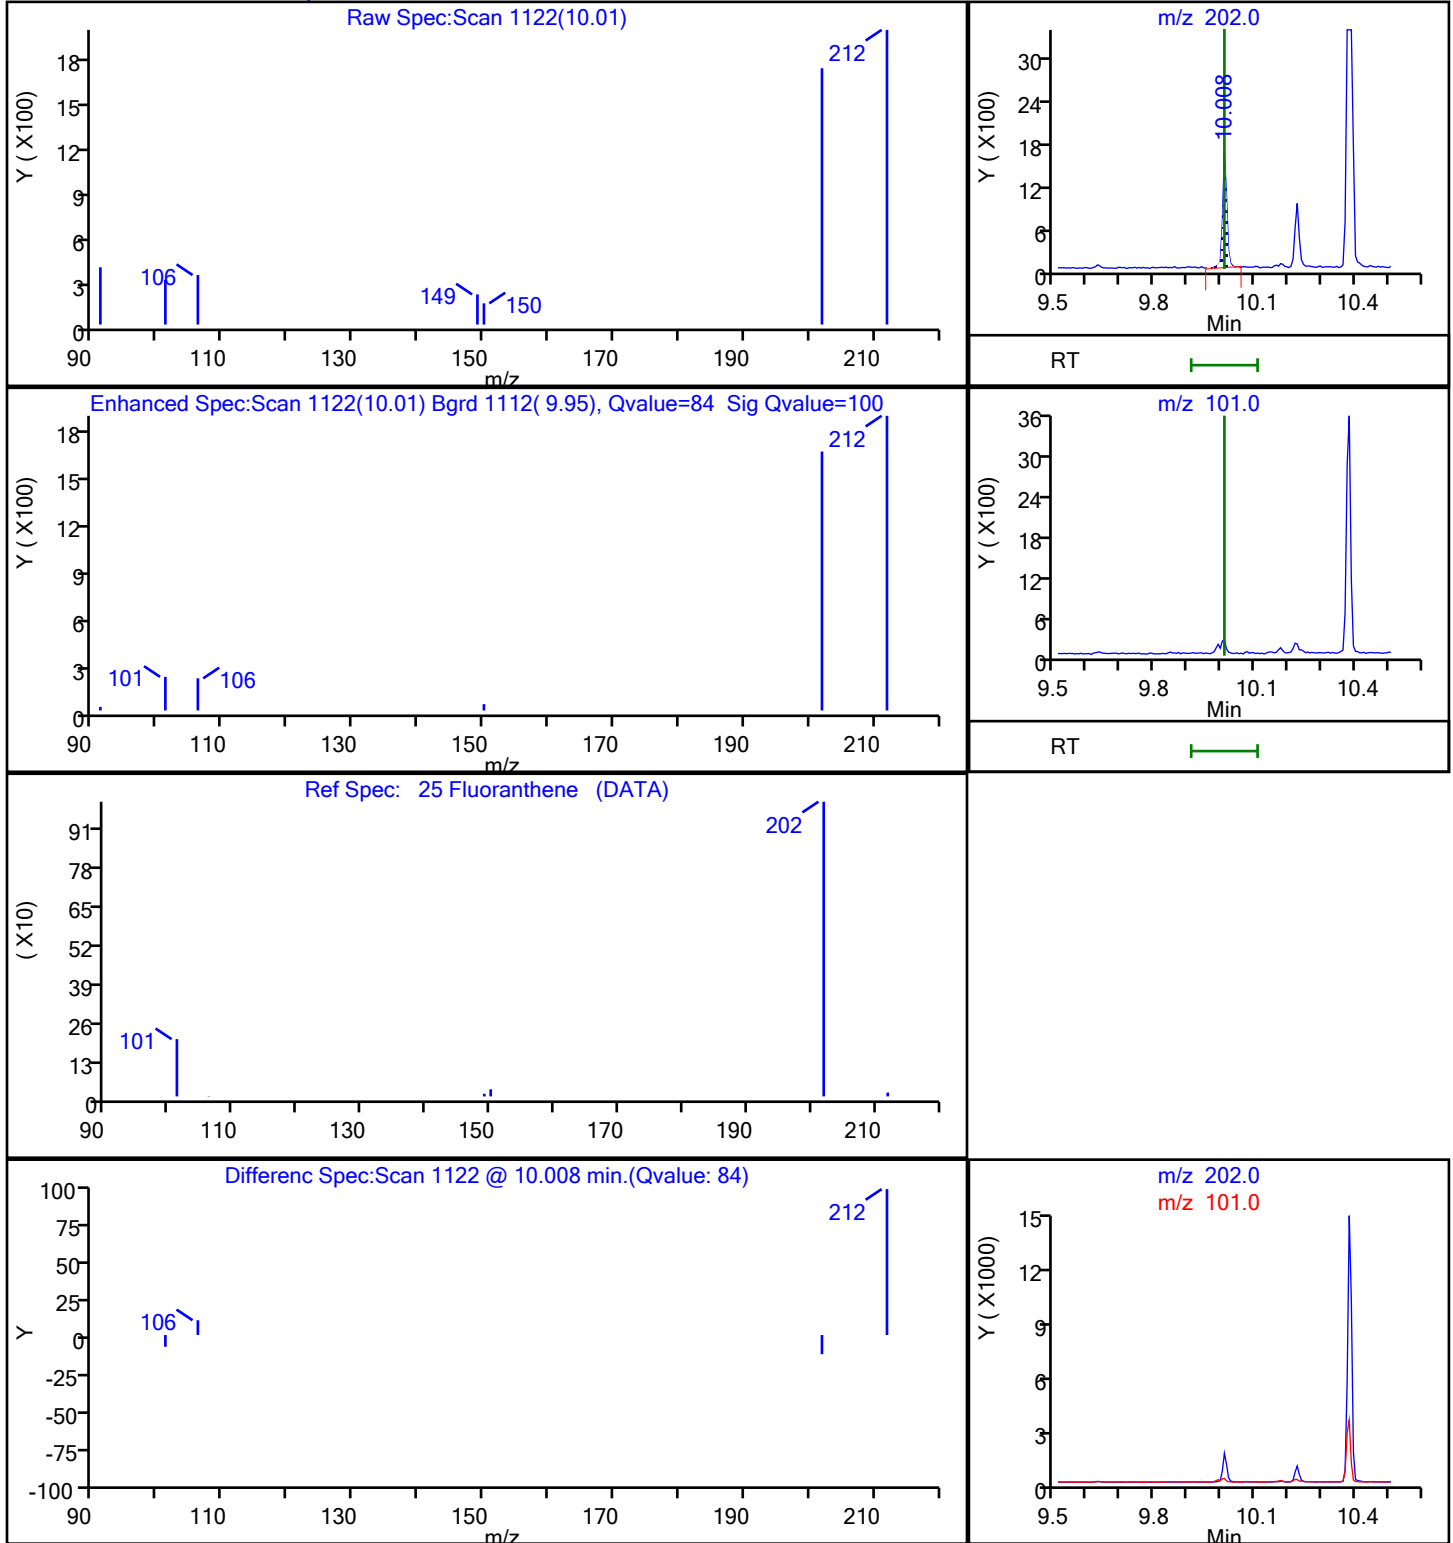 Raw Spec:Scan 1122(10.01)
Y ( X100)
18
15
12
9
6
3
0
212
106
149
150
90 110 130 150 170 190 210
m/z
m/z 202.0
Y ( X100)
30
24
18
12
6
0
10.008
9.5 9.8 10.1 10.4
Min
RT
Enhanced Spec:Scan 1122(10.01) Bgrd 1112( 9.95), Qvalue=84 Sig Qvalue=100
Y ( X100)
18
15
12
9
6
3
0
212
101
106
90 110 130 150 170 190 210
m/z
m/z 101.0
Y ( X100)
36
30
24
18
12
6
0
9.5 9.8 10.1 10.4
Min
RT
Ref Spec: 25 Fluoranthene (DATA)
( X10)
91
78
65
52
39
26
13
0
202
101
90 110 130 150 170 190 210
Differenc Spec:Scan 1122 @ 10.008 min.(Qvalue: 84)
Y
100
75
50
25
0
-25
-50
-75
-100
212
106
90 110 130 150 170 190 210
m/z
m/z 202.0
m/z 101.0
Y ( X1000)
15
12
9
6
3
0
9.5 9.8 10.1 10.4
Min